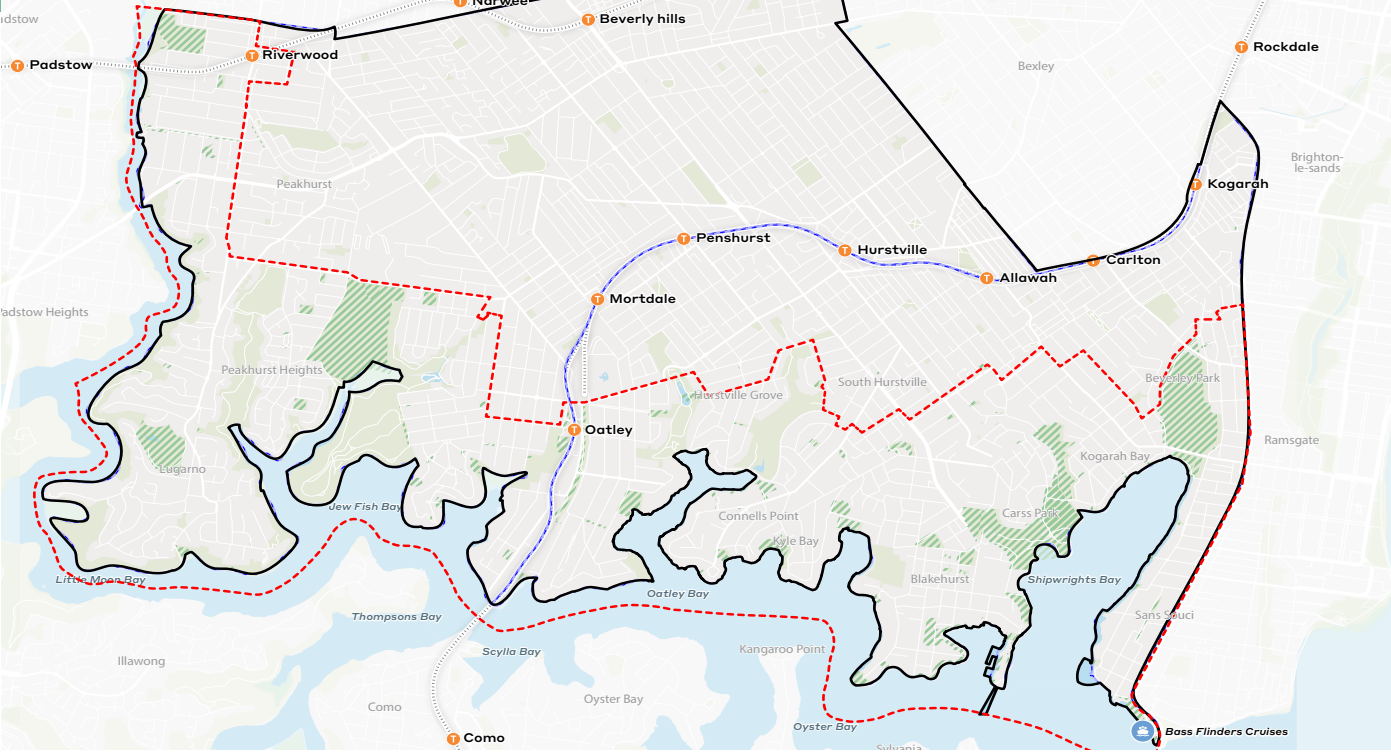 Narwee
Beverly hills
adstow
Rockdale
Riverwood
Padstow
Bexley
Brighton-
le-sands
Peakhurst
Kogarah
Penshurst
Hurstville
Carlton
Allawah
Mortdale
adstow Heights
Peakhurst Heights
Beverley Park
South Hurstville
Hurstville Grove
Oatley
Ramsgate
Kogarah Bay
Lugarno
Jew Fish Bay
Connells Point
Carss Park
Kyle Bay
Little Moon Bay
Blakehurst
Shipwrights Bay
Oatley Bay
Thompsons Bay
Sans Souci
Scylla Bay
Kangaroo Point
Illawong
Oyster Bay
Como
Oyster Bay
Bass Flinders Cruises
Como
Sylvania